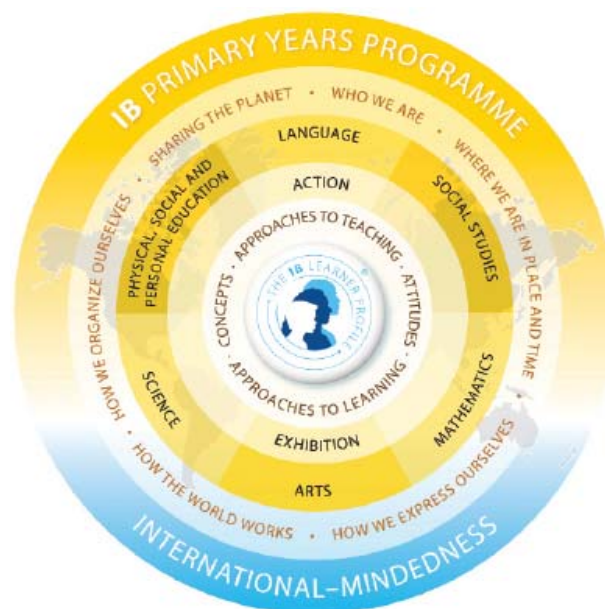 IB PRIMARY YEARS PROGRAMME
SHARING THE PLANET • WHO WE ARE • WHERE WE ARE IN PLACE AND TIME • HOW WE EXPRESS OURSELVES • HOW THE WORLD WORKS • HOW WE ORGANIZE OURSELVES •
LANGUAGE
SOCIAL STUDIES
MATHEMATICS
ARTS
SCIENCE
PHYSICAL, SOCIAL AND
PERSONAL EDUCATION
ACTION
EXHIBITION
APPROACHES TO TEACHING · ATTITUDES · APPROACHES TO LEARNING · CONCEPTS ·
THE IB LEARNER PROFILE
®
INTERNATIONAL–MINDEDNESS